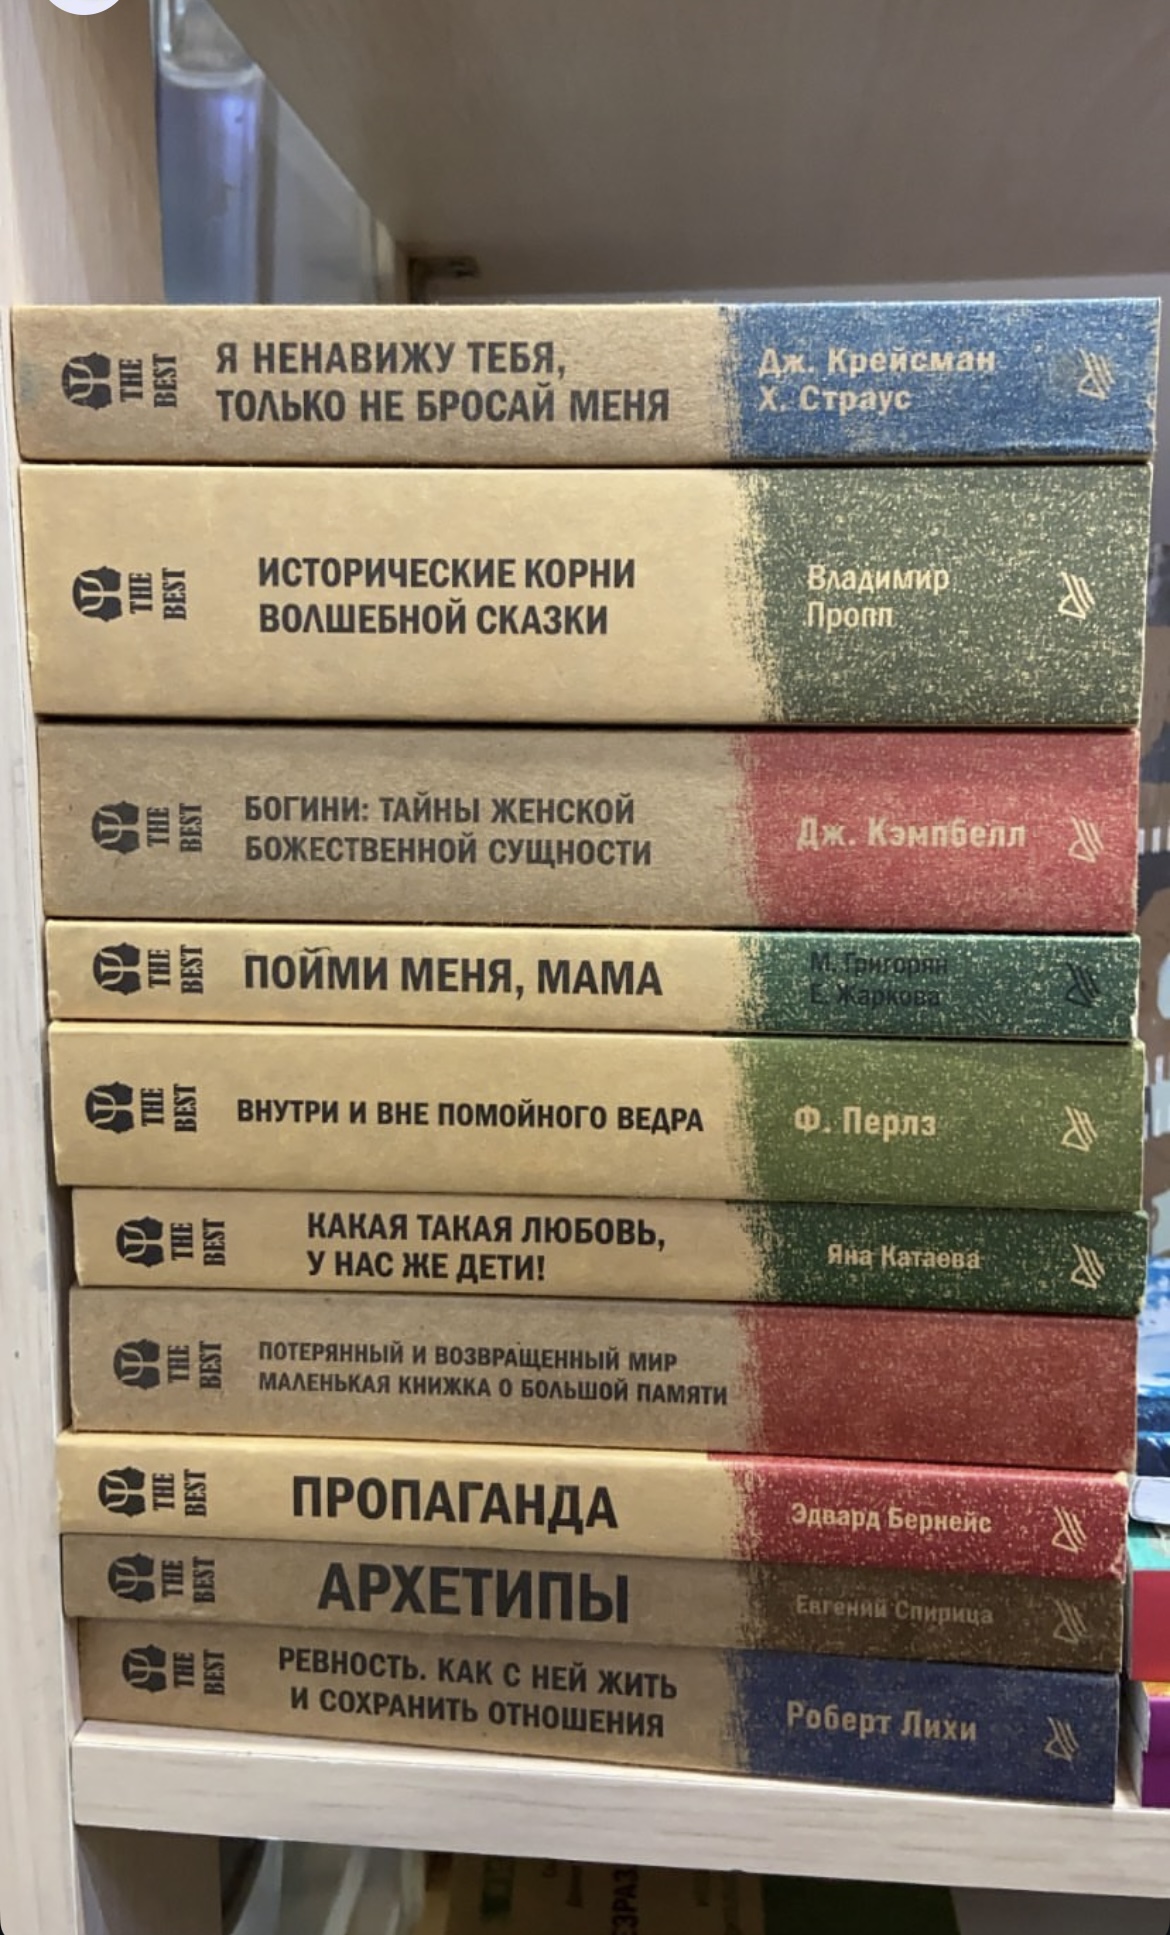 THE
BEST
Я НЕНАВИЖУ ТЕБЯ,
ТОЛЬКО НЕ БРОСАЙ МЕНЯ
Дж. Крейсман
Х. Страус
THE
BEST
ИСТОРИЧЕСКИЕ КОРНИ
ВОЛШЕБНОЙ СКАЗКИ
Владимир
Пропп
THE
BEST
БОГИНИ: ТАЙНЫ ЖЕНСКОЙ
БОЖЕСТВЕННОЙ СУЩНОСТИ
Дж. Кэмпбелл
THE
BEST
ПОЙМИ МЕНЯ, МАМА
М. Григорян
Е. Жаркова
THE
BEST
ВНУТРИ И ВНЕ ПОМОЙНОГО ВЕДРА
Ф. Перлз
THE
BEST
КАКАЯ ТАКАЯ ЛЮБОВЬ,
У НАС ЖЕ ДЕТИ!
Яна Катаева
THE
BEST
ПОТЕРЯННЫЙ И ВОЗВРАЩЕННЫЙ МИР
МАЛЕНЬКАЯ КНИЖКА О БОЛЬШОЙ ПАМЯТИ
THE
BEST
ПРОПАГАНДА
Эдвард Бернейс
THE
BEST
АРХЕТИПЫ
Евгений Спирица
THE
BEST
РЕВНОСТЬ. КАК С НЕЙ ЖИТЬ
И СОХРАНИТЬ ОТНОШЕНИЯ
Роберт Лихи